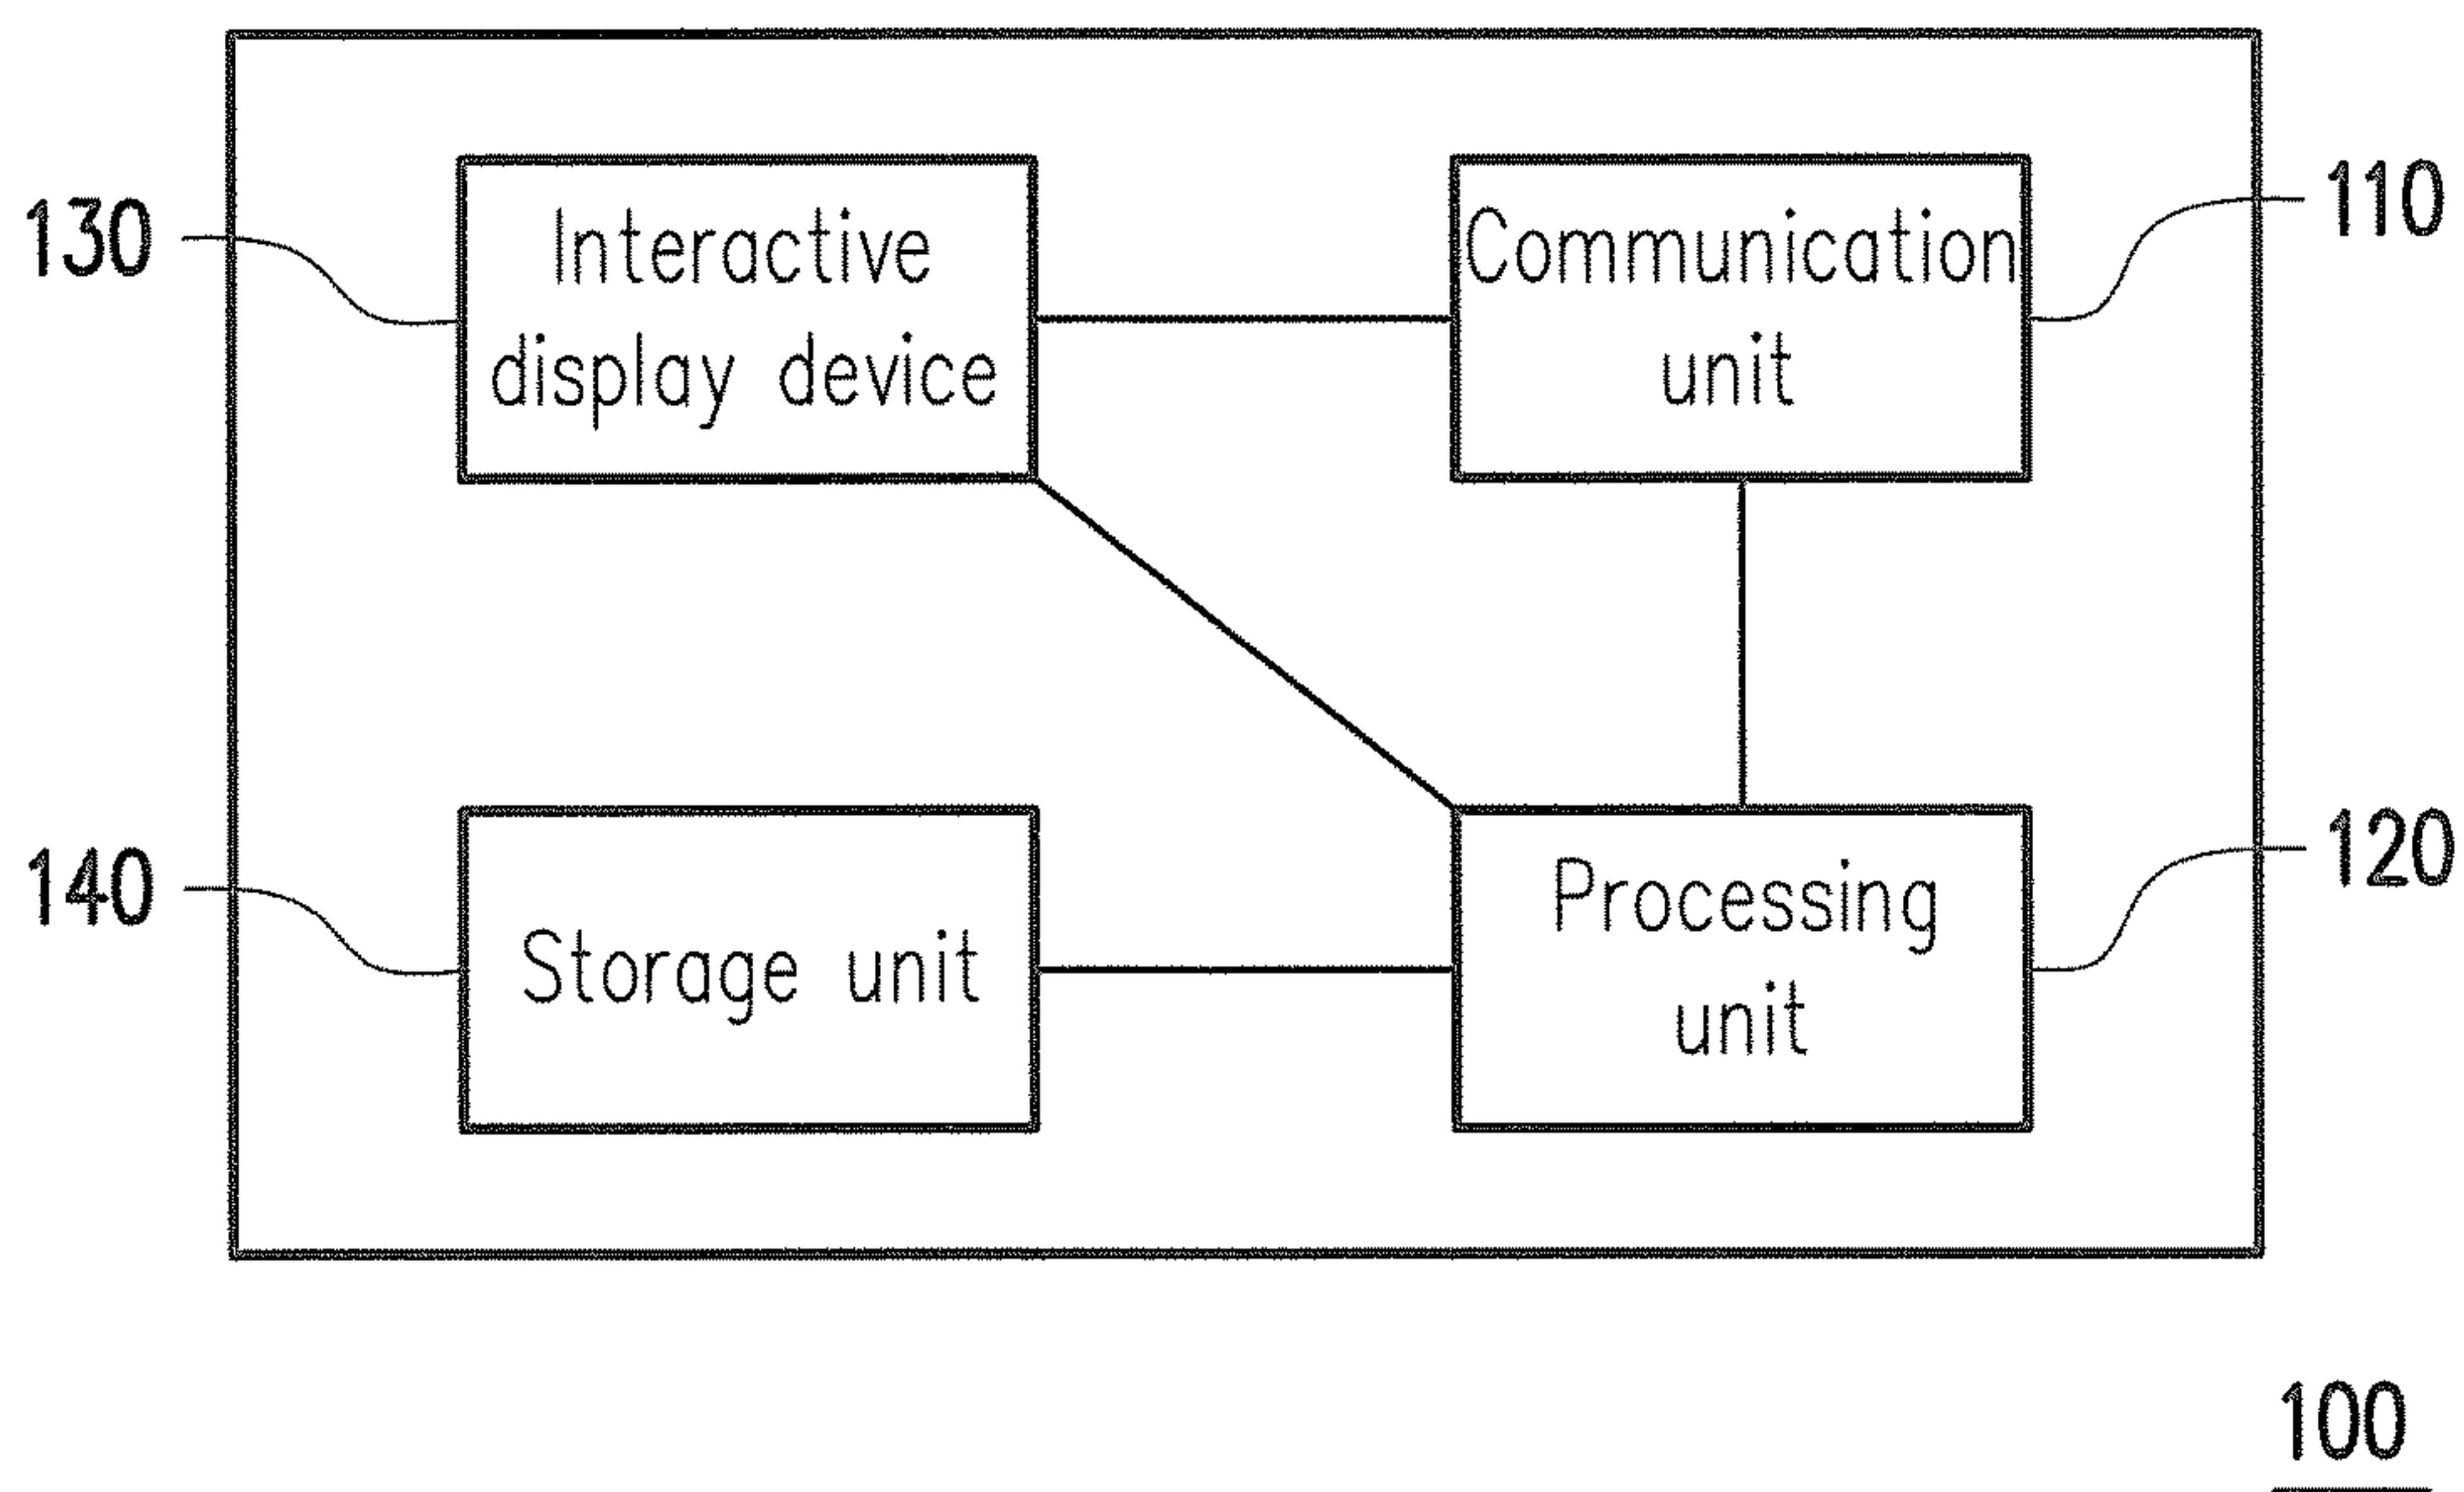 130
Interactive
display device
Communication
unit
110
140
Storage unit
Processing
unit
120
100